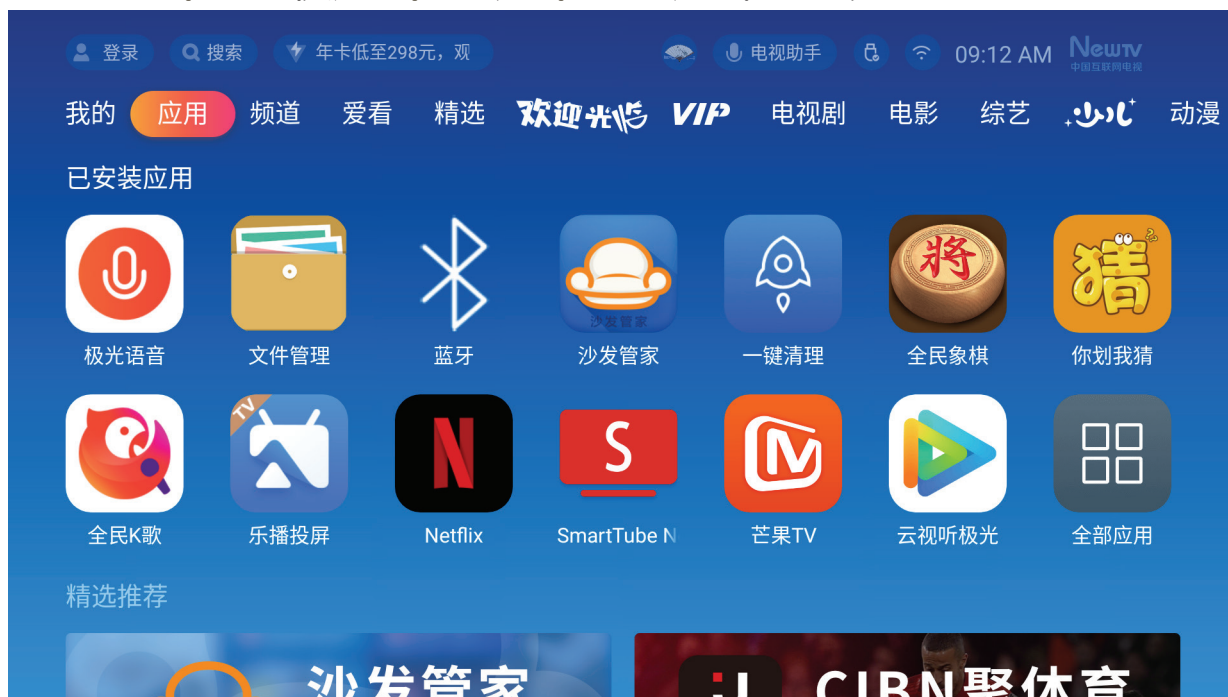 登录 搜索 年卡低至298元，观 电视助手 09:12 AM NewTV
中国互联网电视
我的 应用 频道 爱看 精选 欢迎光临 VIP 电视剧 电影 综艺 少儿 动漫
已安装应用
將 猜
沙发管家
极光语音 文件管理 蓝牙 沙发管家 一键清理 全民象棋 你划我猜
TV N S
全民K歌 乐播投屏 Netflix SmartTube N 芒果TV 云视听极光 全部应用
精选推荐
沙发管家 CIBN聚体育